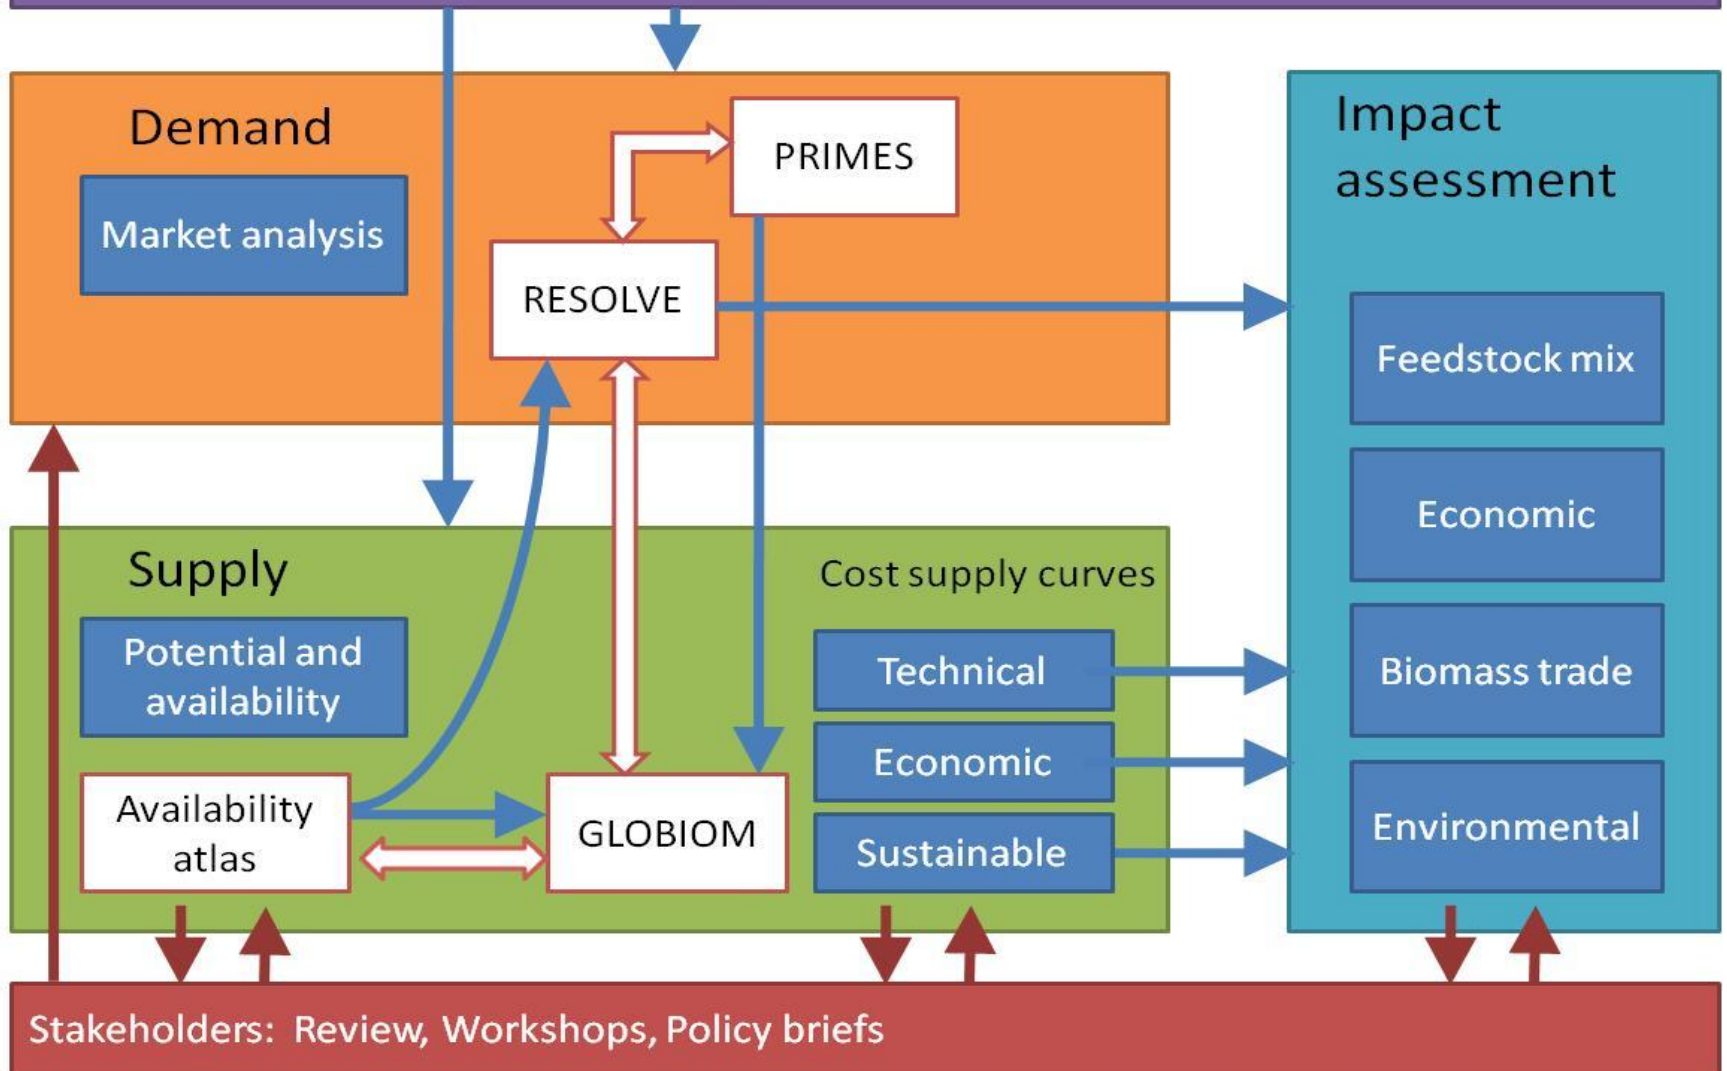 Demand
Market analysis
PRIMES
RESOLVE
Impact
assessment
Feedstock mix
Economic
Biomass trade
Environmental
Supply
Potential and
availability
Availability
atlas
GLOBIOM
Cost supply curves
Technical
Economic
Sustainable
Stakeholders: Review, Workshops, Policy briefs